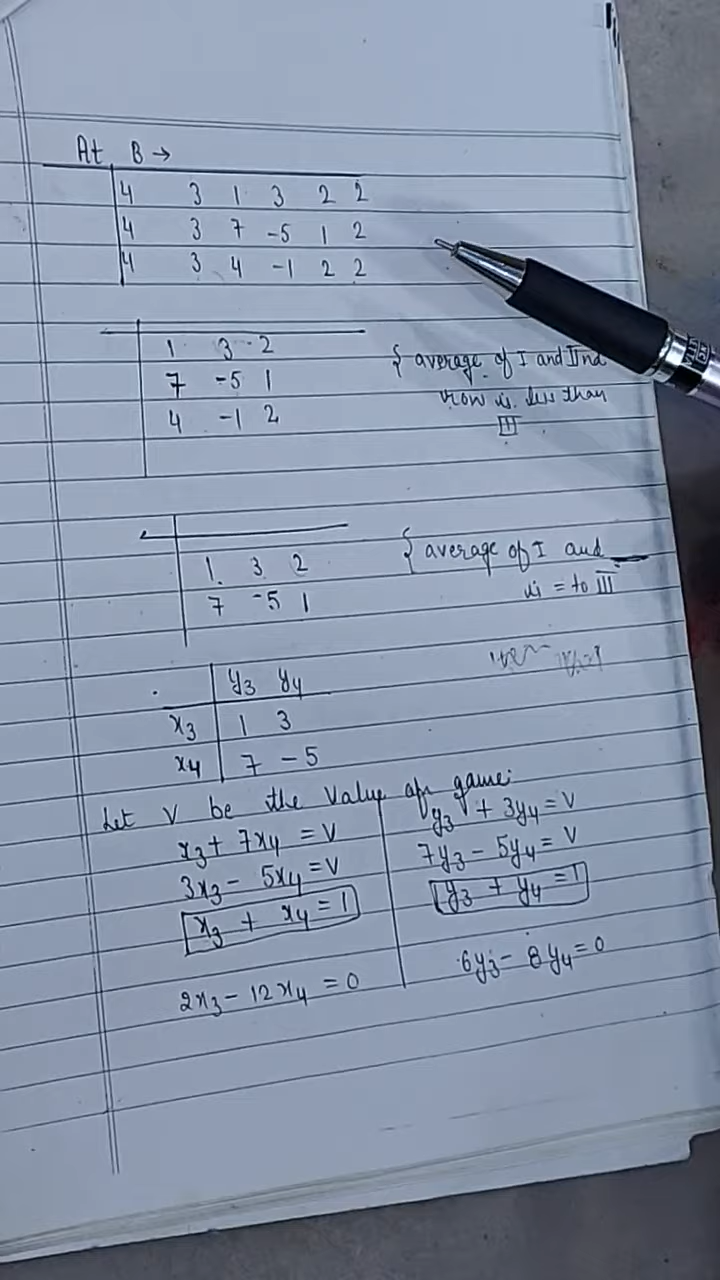 At B →
4 3 1 3 2 2
4 3 7 -5 1 2
4 3 4 -1 2 2
1 3 2
7 -5 1
4 -1 2
{ average of I and IInd
row is less than
III
1 3 2
7 -5 1
{ average of I and
is = to III
y3 y4
x3 1 3
x4 7 -5
Let V be the Value of game:
x3 + 7x4 = V
3x3 - 5x4 = V
x3 + x4 = 1
2x3 - 12x4 = 0
y3 + 3y4 = V
7y3 - 5y4 = V
y3 + y4 = 1
6y3 - 8y4 = 0